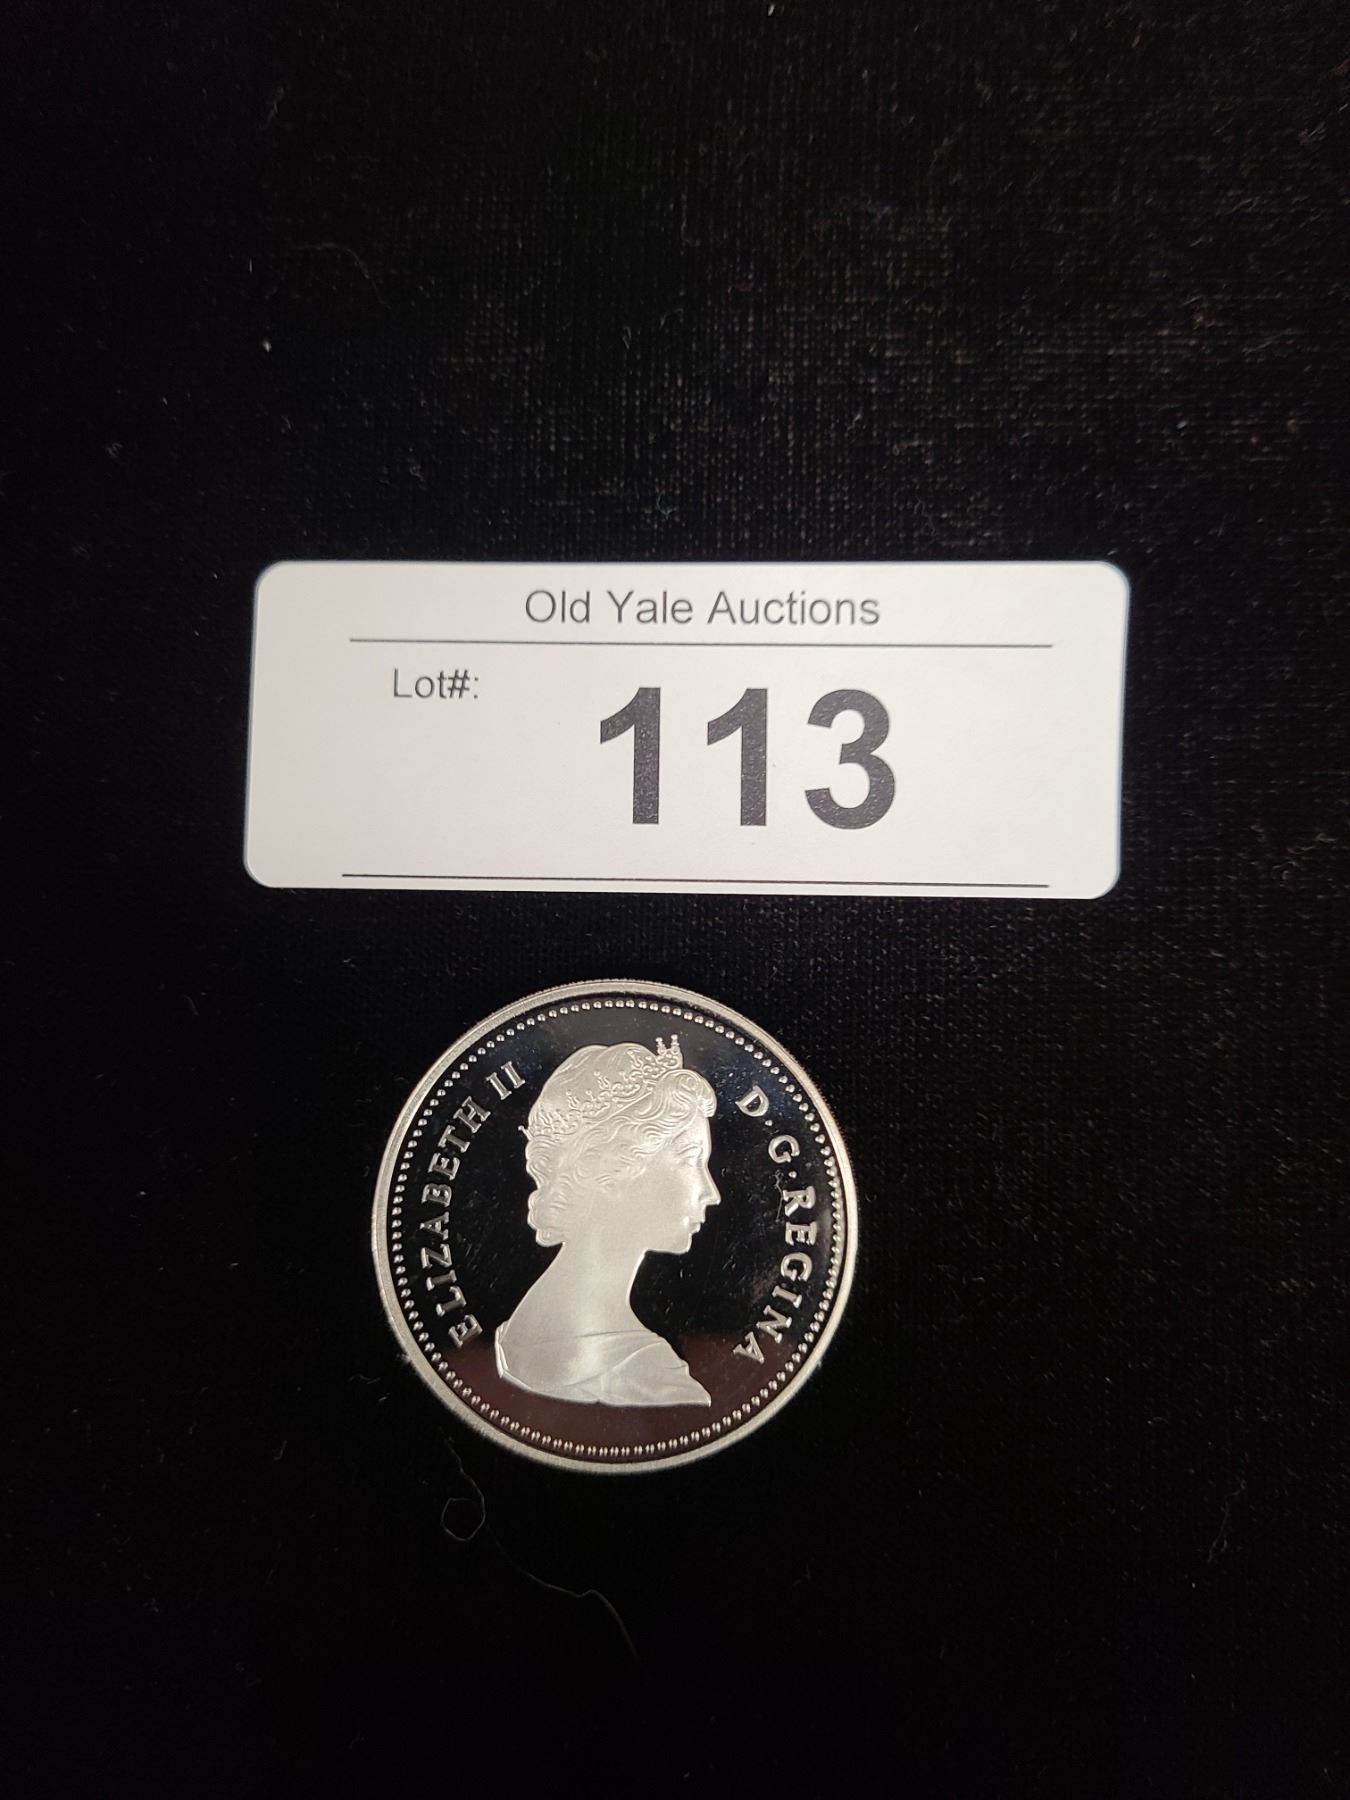 Old Yale Auctions
Lot#:
113
ELIZABETH II
D·G·REGINA